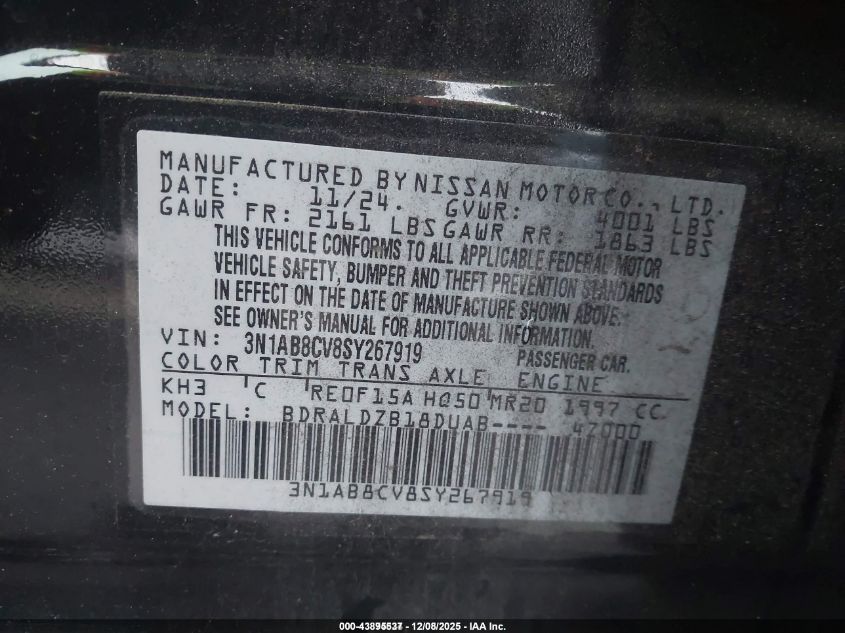 MANUFACTURED BY NISSAN MOTOR CO., LTD.
DATE: 11/24. GVWR: 4001 LBS
GAWR FR: 2161 LBS GAWR RR: 1863 LBS
THIS VEHICLE CONFORMS TO ALL APPLICABLE FEDERAL MOTOR
VEHICLE SAFETY, BUMPER AND THEFT PREVENTION STANDARDS
IN EFFECT ON THE DATE OF MANUFACTURE SHOWN ABOVE.
SEE OWNER'S MANUAL FOR ADDITIONAL INFORMATION.
VIN: 3N1AB8CV8SY267919 PASSENGER CAR.
COLOR TRIM TRANS AXLE ENGINE
KH3 C RE0F15A HQ50 MR20 1997 CC
MODEL: BDRALDZB18DUAB---- 47000
3N1AB8CV8SY267919
12/08/2025 - IAA Inc.